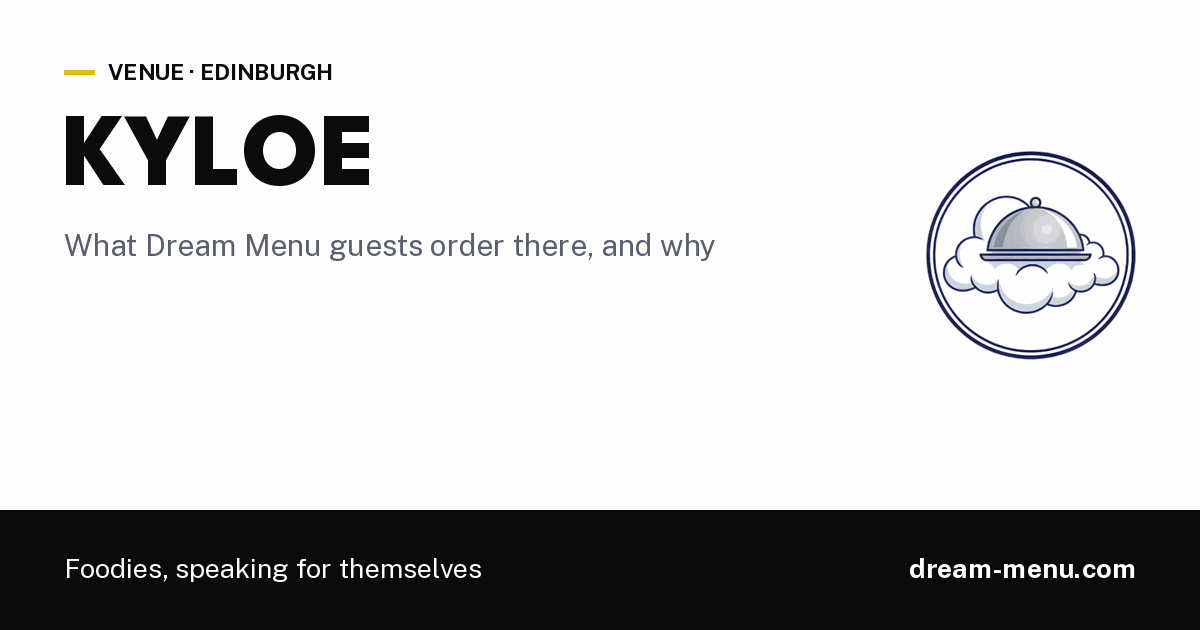 VENUE · EDINBURGH
KYLOE
What Dream Menu guests order there, and why
Foodies, speaking for themselves
dream-menu.com